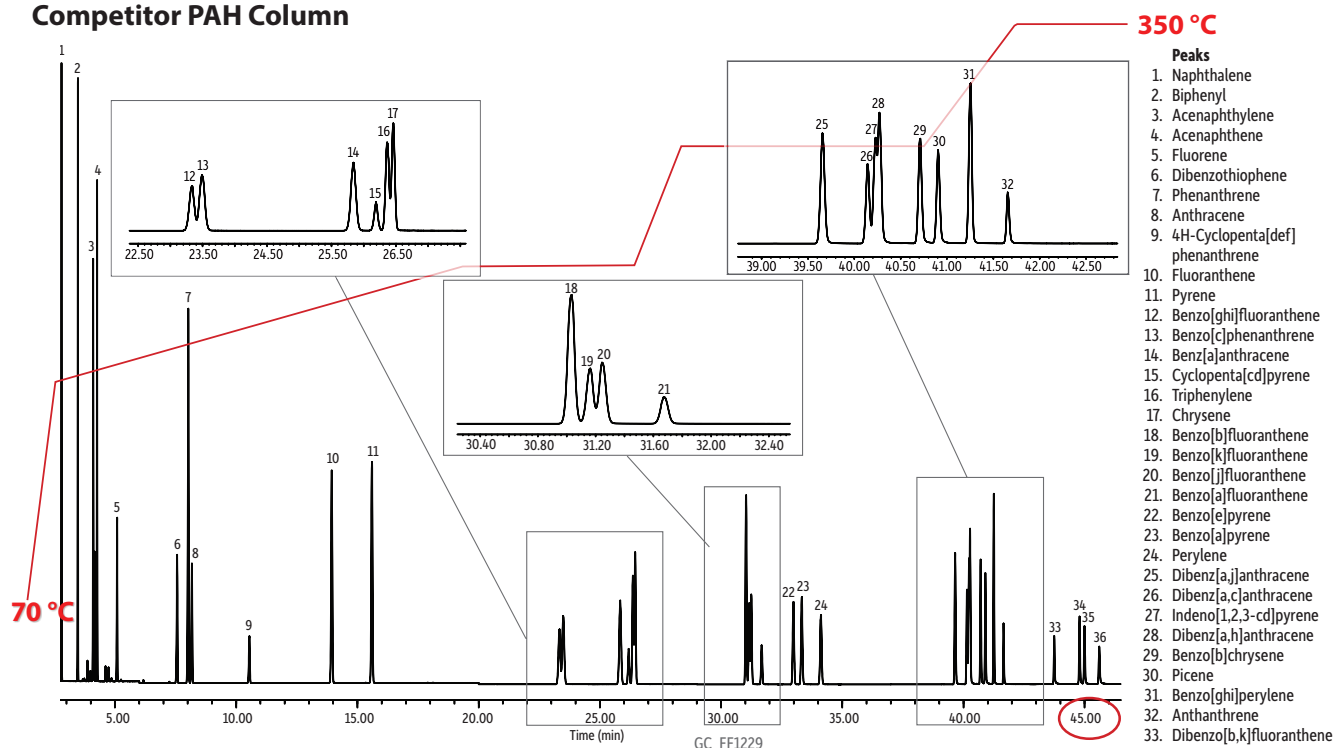 Competitor PAH Column
350 °C
70 °C
1
2
3
4
5
6
7
8
9
10
11
22
23
24
33
34
35
36
12
13
14
15
16
17
22.50 23.50 24.50 25.50 26.50
18
19
20
21
30.40 30.80 31.20 31.60 32.00 32.40
25
26
27
28
29
30
31
32
39.00 39.50 40.00 40.50 41.00 41.50 42.00 42.50
5.00 10.00 15.00 20.00 25.00 30.00 35.00 40.00 45.00
Time (min)
GC_EF1229
Peaks
1. Naphthalene
2. Biphenyl
3. Acenaphthylene
4. Acenaphthene
5. Fluorene
6. Dibenzothiophene
7. Phenanthrene
8. Anthracene
9. 4H-Cyclopenta[def]
phenanthrene
10. Fluoranthene
11. Pyrene
12. Benzo[ghi]fluoranthene
13. Benzo[c]phenanthrene
14. Benz[a]anthracene
15. Cyclopenta[cd]pyrene
16. Triphenylene
17. Chrysene
18. Benzo[b]fluoranthene
19. Benzo[k]fluoranthene
20. Benzo[j]fluoranthene
21. Benzo[a]fluoranthene
22. Benzo[e]pyrene
23. Benzo[a]pyrene
24. Perylene
25. Dibenz[a,j]anthracene
26. Dibenz[a,c]anthracene
27. Indeno[1,2,3-cd]pyrene
28. Dibenz[a,h]anthracene
29. Benzo[b]chrysene
30. Picene
31. Benzo[ghi]perylene
32. Anthanthrene
33. Dibenzo[b,k]fluoranthene